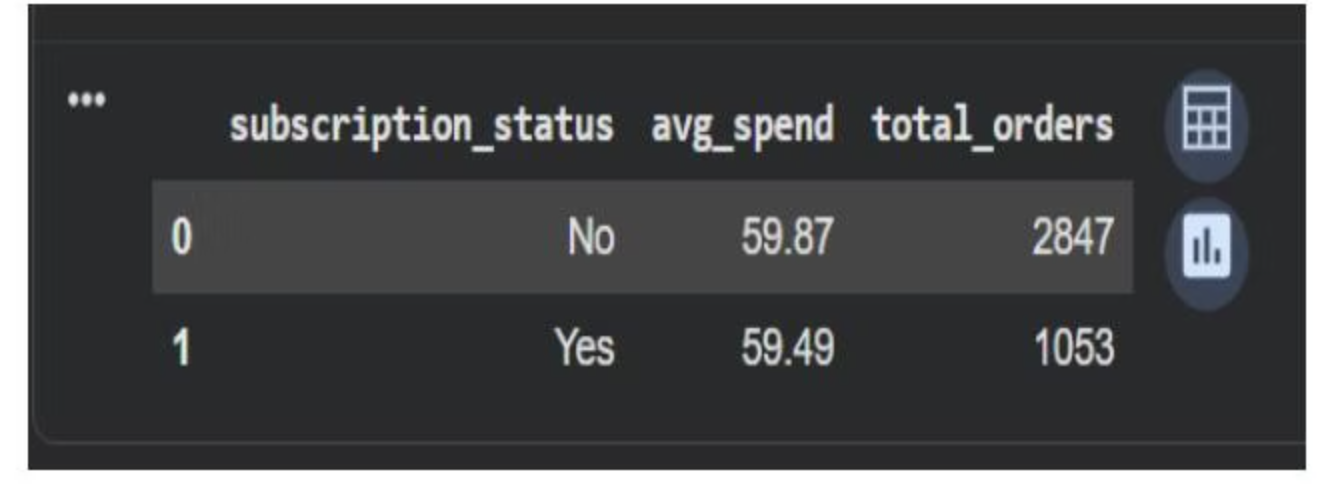 subscription_status avg_spend total_orders
0 No 59.87 2847
1 Yes 59.49 1053